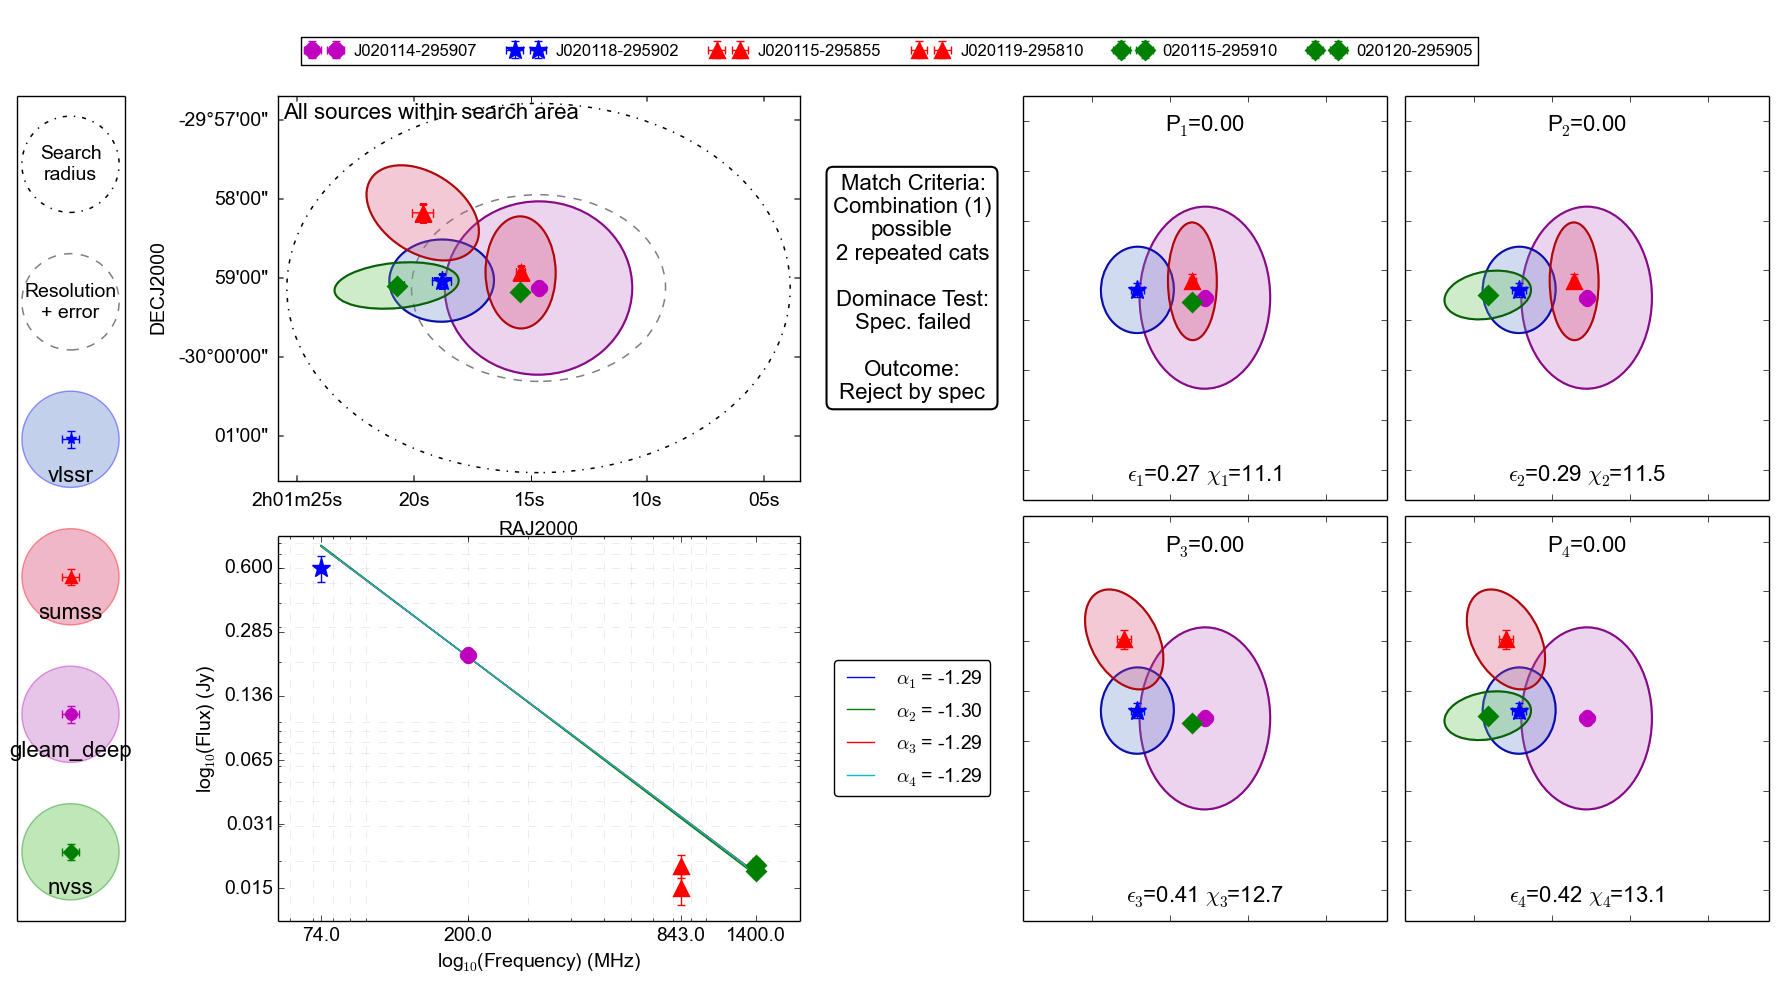 J020114-295907
J020118-295902
J020115-295855
J020119-295810
020115-295910
020120-295905
Search
radius
Resolution
+ error
vlssr
sumss
gleam_deep
nvss
All sources within search area
-29°57'00"
58'00"
59'00"
-30°00'00"
01'00"
DECJ2000
2h01m25s
20s
15s
10s
05s
RAJ2000
Match Criteria:
Combination (1)
possible
2 repeated cats
Dominace Test:
Spec. failed
Outcome:
Reject by spec
P₁=0.00
ϵ₁=0.27 χ₁=11.1
P₂=0.00
ϵ₂=0.29 χ₂=11.5
0.600
0.285
0.136
0.065
0.031
0.015
log₁₀(Flux) (Jy)
74.0
200.0
843.0
1400.0
log₁₀(Frequency) (MHz)
α₁ = -1.29
α₂ = -1.30
α₃ = -1.29
α₄ = -1.29
P₃=0.00
ϵ₃=0.41 χ₃=12.7
P₄=0.00
ϵ₄=0.42 χ₄=13.1